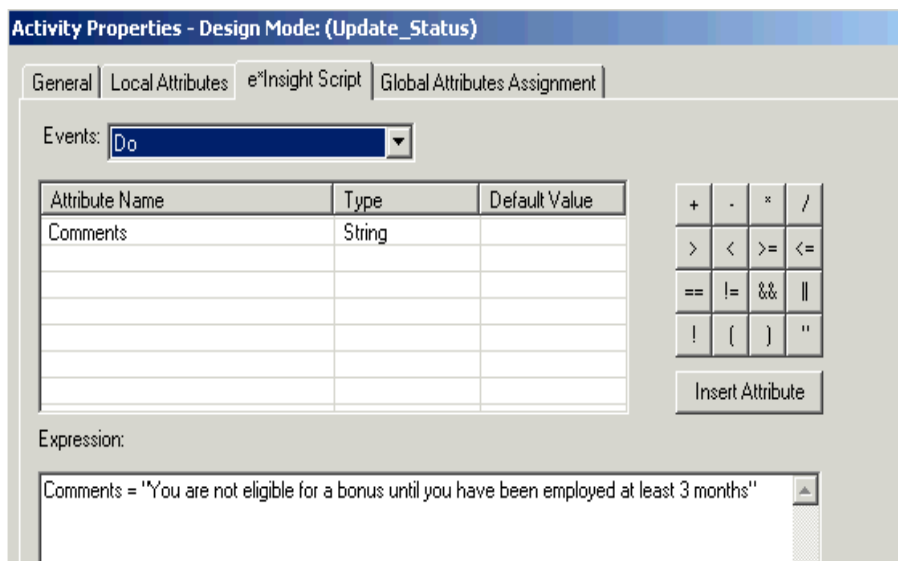 Activity Properties - Design Mode: (Update_Status)
General Local Attributes e*Insight Script Global Attributes Assignment
Events: Do
Attribute Name Type Default Value + - * /
Comments String > < >= <=
== != && ||
! ( ) "
Insert Attribute
Expression:
Comments = "You are not eligible for a bonus until you have been employed at least 3 months"